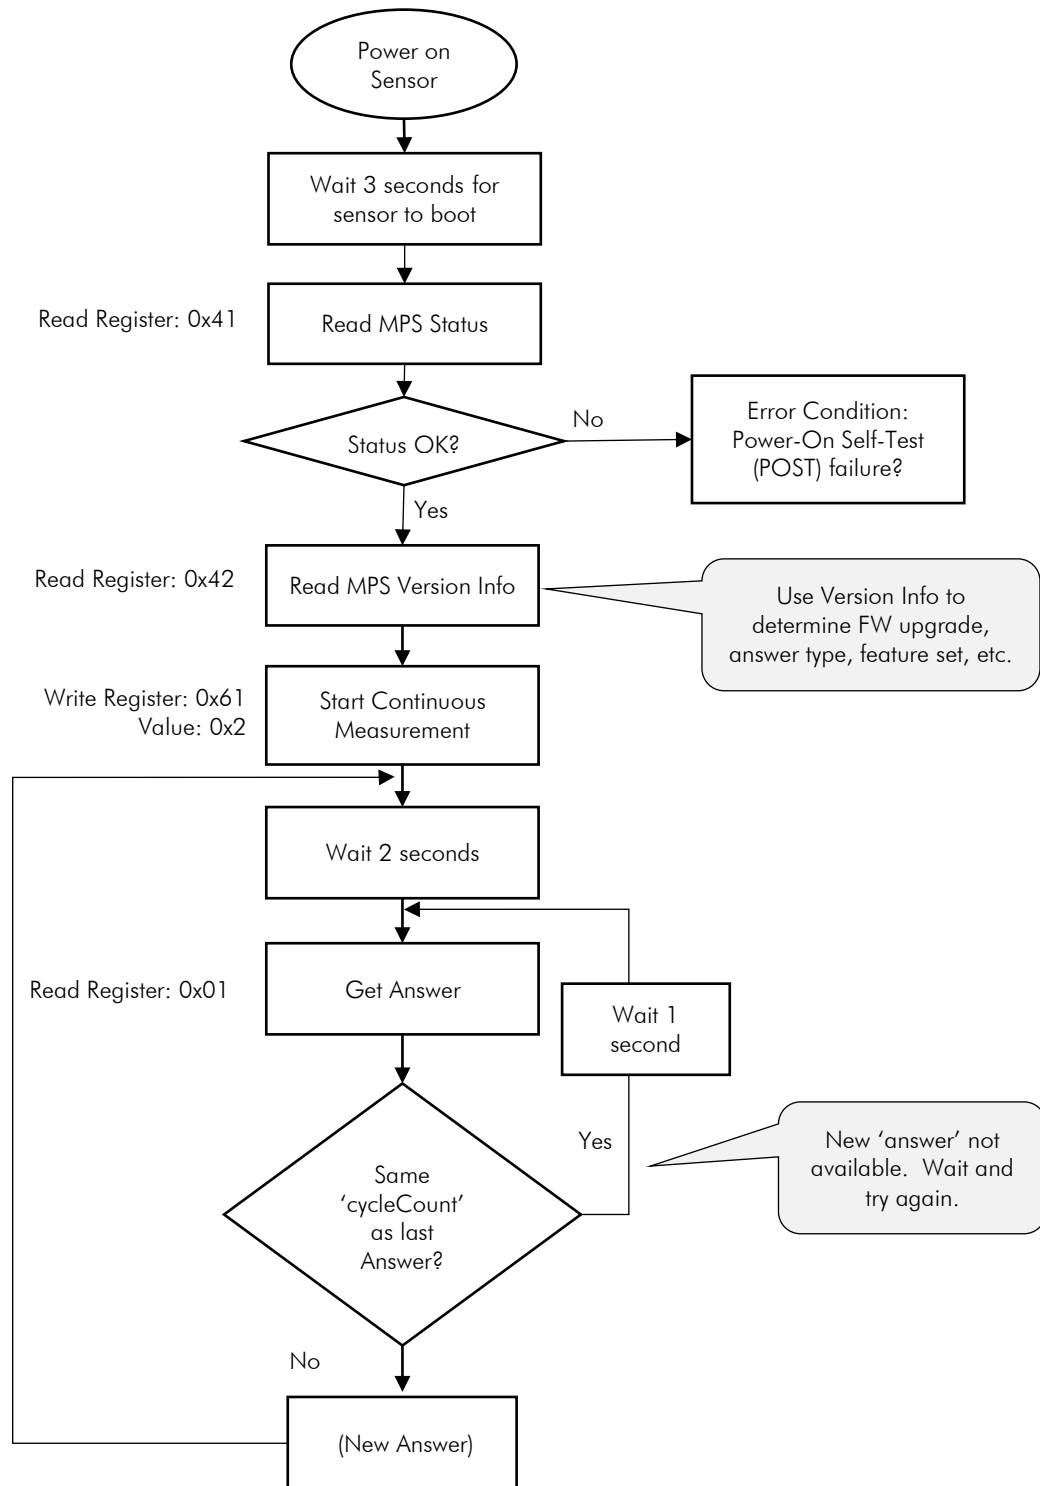 Power on
Sensor
Wait 3 seconds for
sensor to boot
Read Register: 0x41
Read MPS Status
Status OK?
No
Error Condition:
Power-On Self-Test
(POST) failure?
Yes
Read Register: 0x42
Read MPS Version Info
Use Version Info to
determine FW upgrade,
answer type, feature set, etc.
Write Register: 0x61
Value: 0x2
Start Continuous
Measurement
Wait 2 seconds
Read Register: 0x01
Get Answer
Wait 1
second
Yes
New ‘answer’ not
available.  Wait and
try again.
Same
‘cycleCount’
as last
Answer?
No
(New Answer)